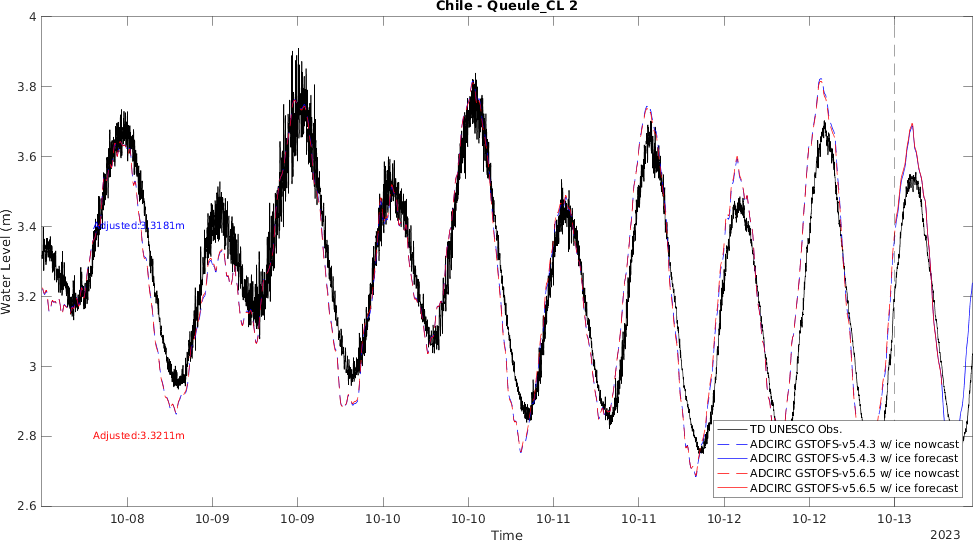 Chile - Queule_CL 2
4
3.8
3.6
3.4
3.2
3
2.8
2.6
Water Level (m)
Adjusted:3.3181m
Adjusted:3.3211m
TD UNESCO Obs.
ADCIRC GSTOFS-v5.4.3 w/ ice nowcast
ADCIRC GSTOFS-v5.4.3 w/ ice forecast
ADCIRC GSTOFS-v5.6.5 w/ ice nowcast
ADCIRC GSTOFS-v5.6.5 w/ ice forecast
10-08 10-09 10-09 10-10 10-10 10-11 10-11 10-12 10-12 10-13
Time
2023